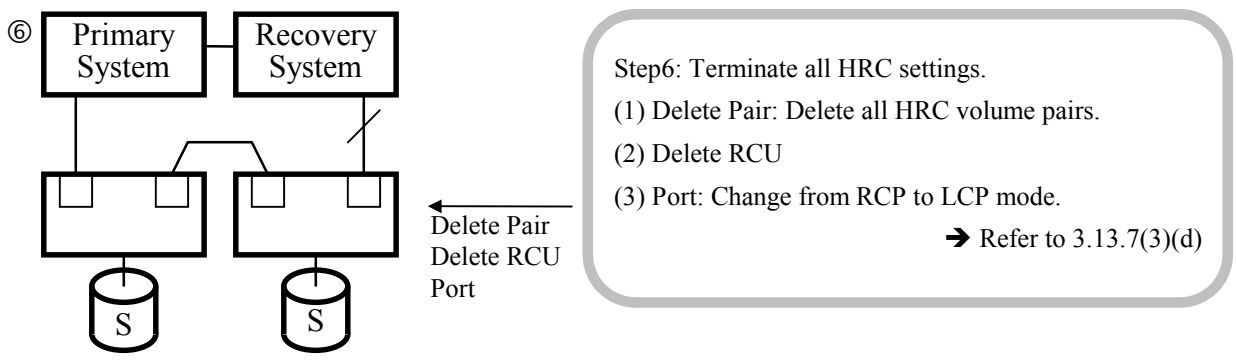 ⑥
Primary
System
Recovery
System
S
S
Delete Pair
Delete RCU
Port
Step6: Terminate all HRC settings.
(1) Delete Pair: Delete all HRC volume pairs.
(2) Delete RCU
(3) Port: Change from RCP to LCP mode.
➔ Refer to 3.13.7(3)(d)